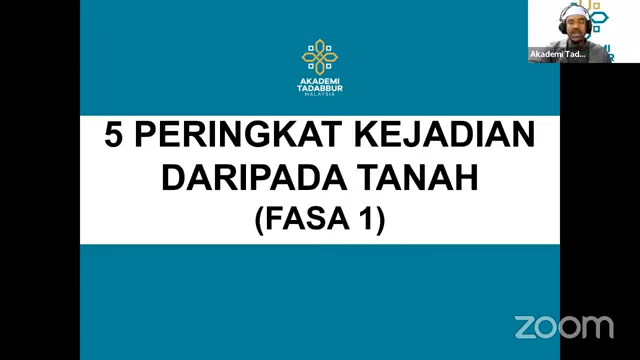 AKADEMI
TADABBUR
MALAYSIA
Akademi Tad...
5 PERINGKAT KEJADIAN
DARIPADA TANAH
(FASA 1)
zoom